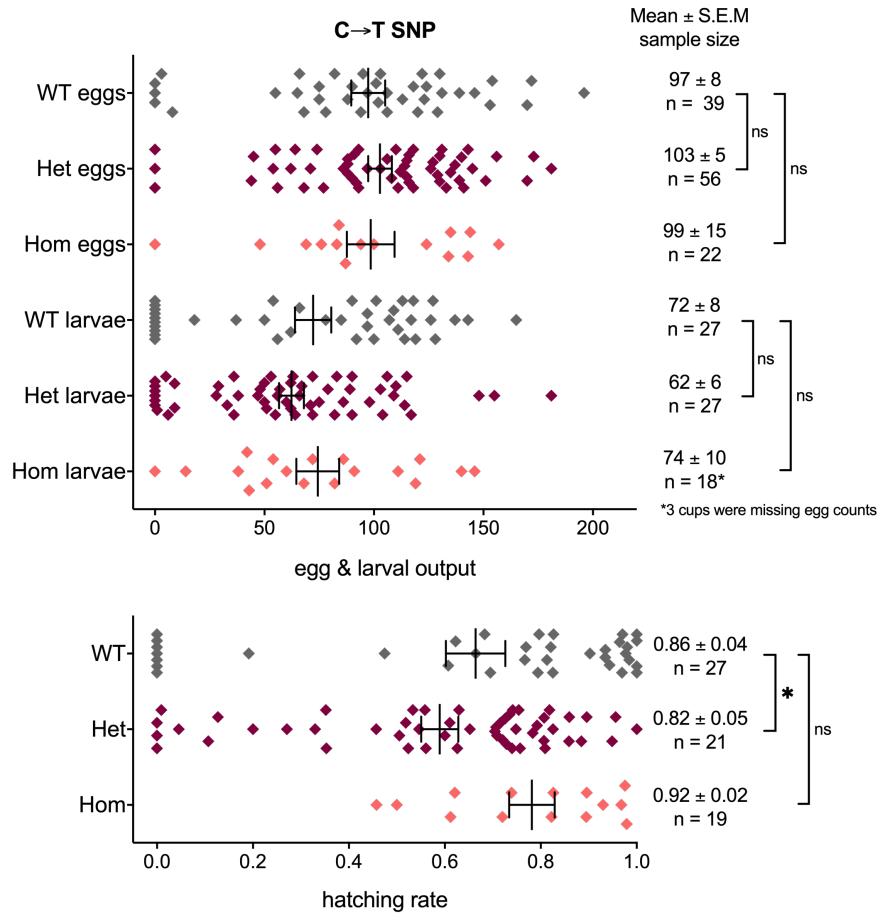 C→T SNP
Mean ± S.E.M
sample size
WT eggs
97 ± 8
n = 39
Het eggs
103 ± 5
n = 56
Hom eggs
99 ± 15
n = 22
ns
ns
WT larvae
72 ± 8
n = 27
Het larvae
62 ± 6
n = 27
Hom larvae
74 ± 10
n = 18*
ns
ns
*3 cups were missing egg counts
0 50 100 150 200
egg & larval output
WT
0.86 ± 0.04
n = 27
Het
0.82 ± 0.05
n = 21
Hom
0.92 ± 0.02
n = 19
*
ns
0.0 0.2 0.4 0.6 0.8 1.0
hatching rate